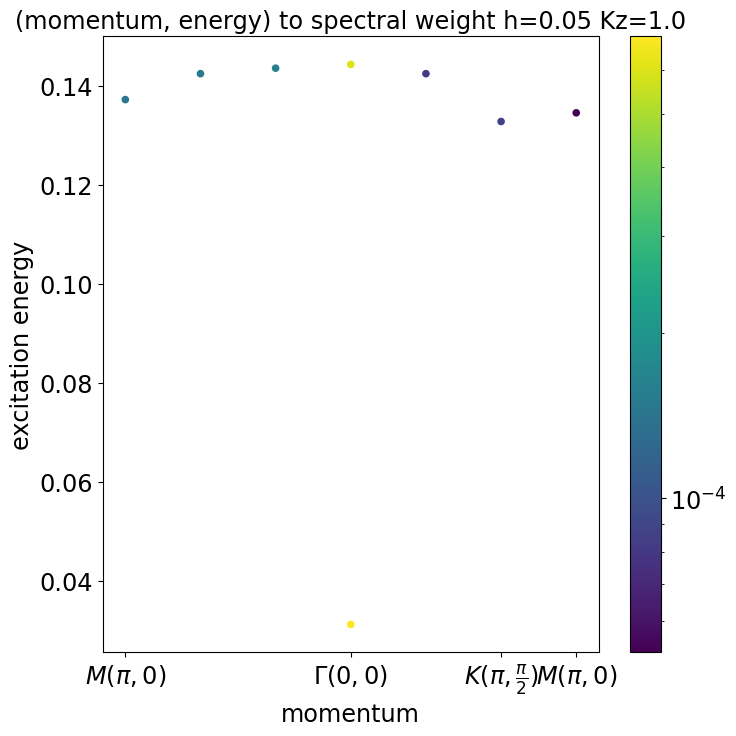 (momentum, energy) to spectral weight h=0.05 Kz=1.0
excitation energy
0.14
0.12
0.10
0.08
0.06
0.04
M(π, 0)
Γ(0, 0)
K(π, π/2)
M(π, 0)
momentum
10⁻⁴